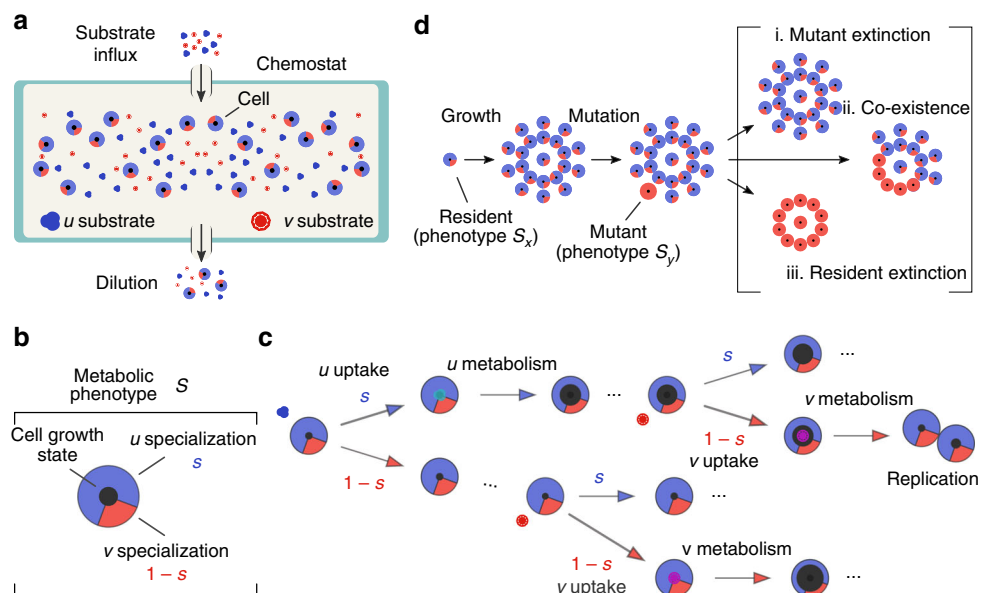 a
Substrate
influx
Chemostat
Cell
u substrate
v substrate
Dilution
d
Growth
Mutation
Resident
(phenotype Sx)
Mutant
(phenotype Sy)
i. Mutant extinction
ii. Co-existence
iii. Resident extinction
b
Metabolic
phenotype S
Cell growth
state
u specialization
s
v specialization
1 – s
c
u uptake
s
u metabolism
...
s
...
1 – s
v uptake
v metabolism
Replication
1 – s
...
s
...
1 – s
v uptake
v metabolism
...